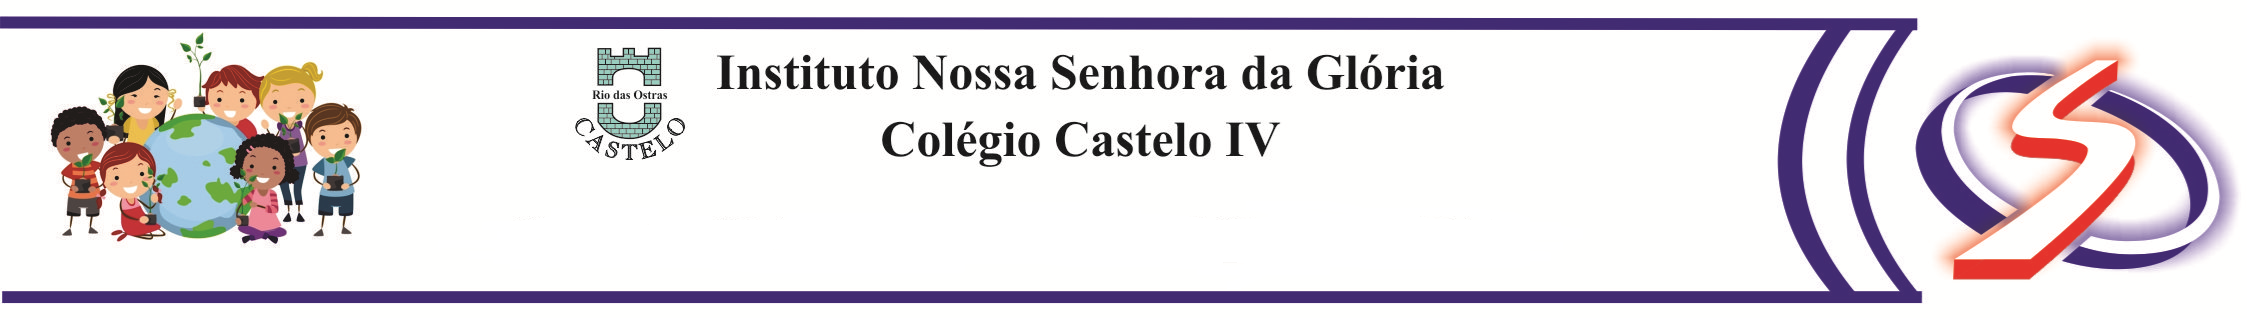 Instituto Nossa Senhora da Glória
Colégio Castelo IV
Rio das Ostras
CASTELO
S